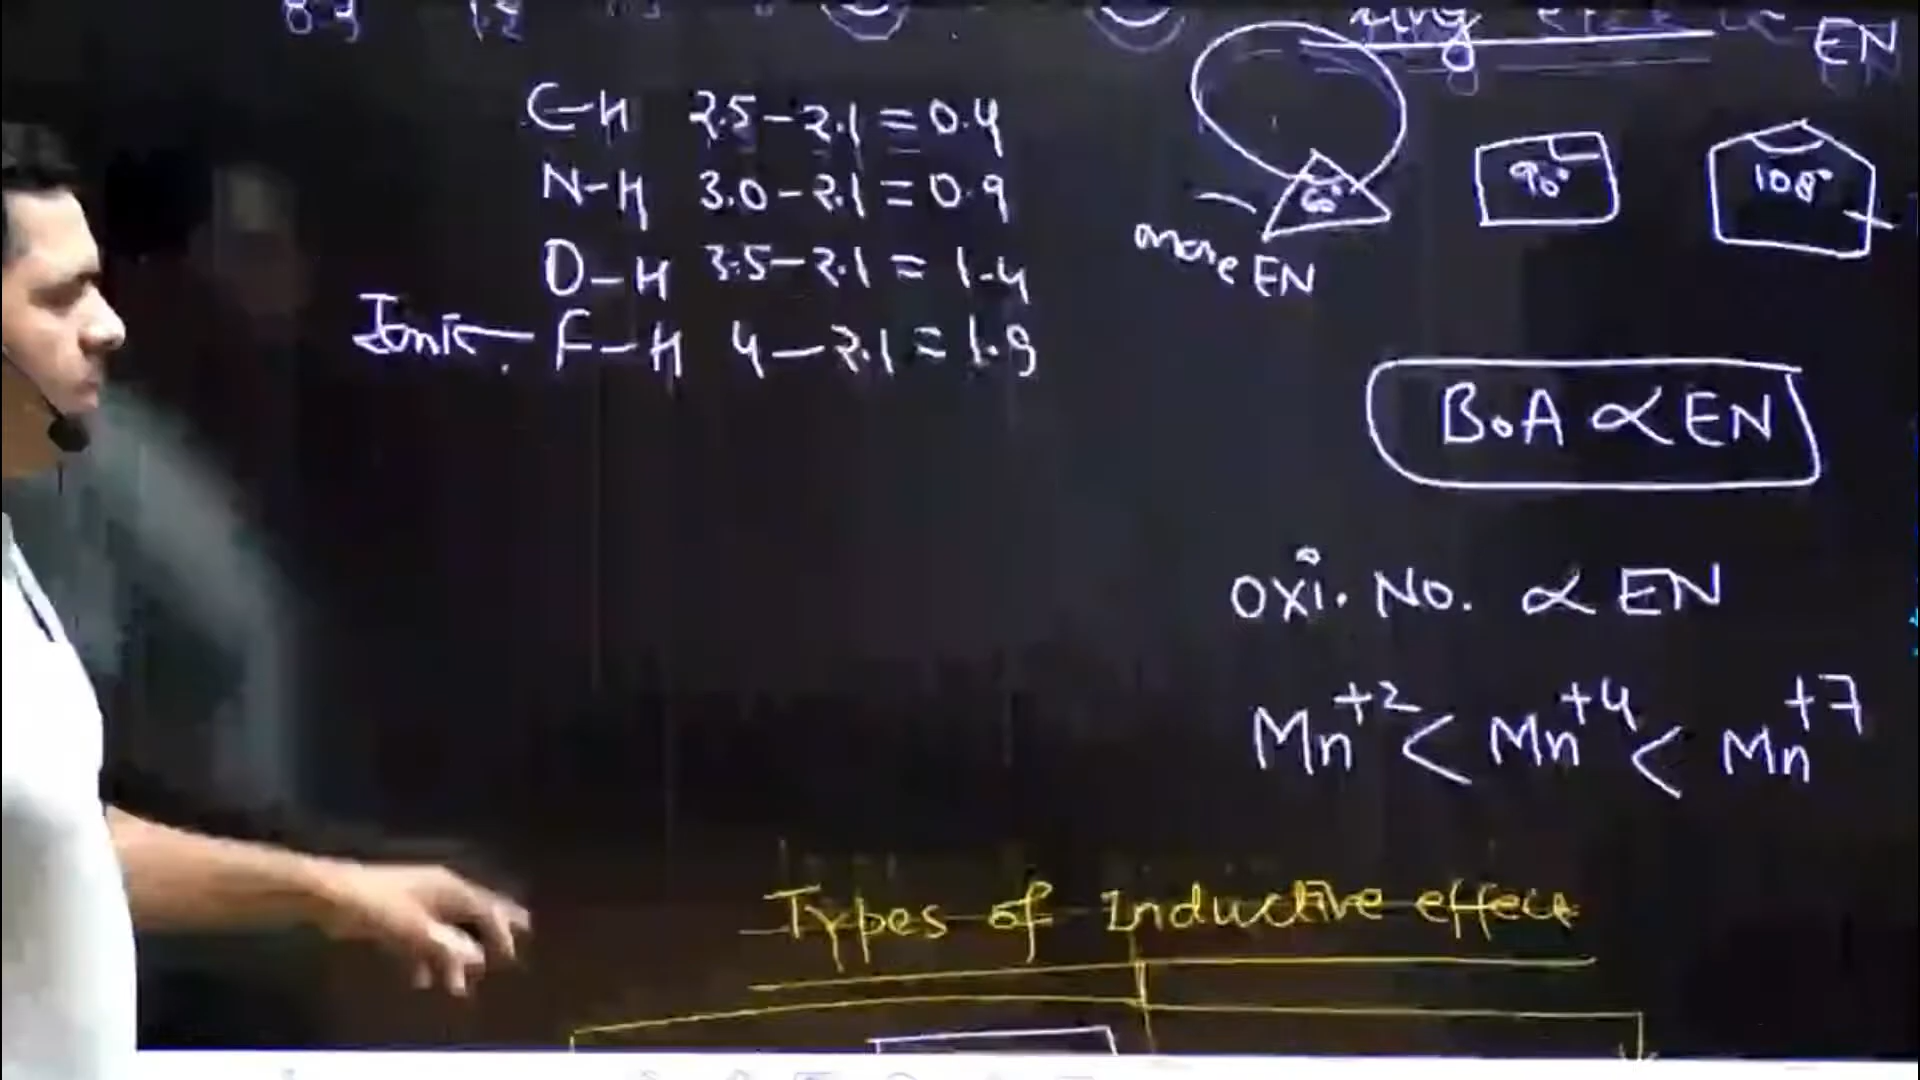 EN
C-H 2.5-2.1=0.4
N-H 3.0-2.1=0.9
O-H 3.5-2.1=1.4
Ionic- F-H 4-2.1=1.9
60°
90°
108°
more EN
B.A ∝ EN
oxi. No. ∝ EN
Mn+2 < Mn+4 < Mn+7
Types of Inductive effect